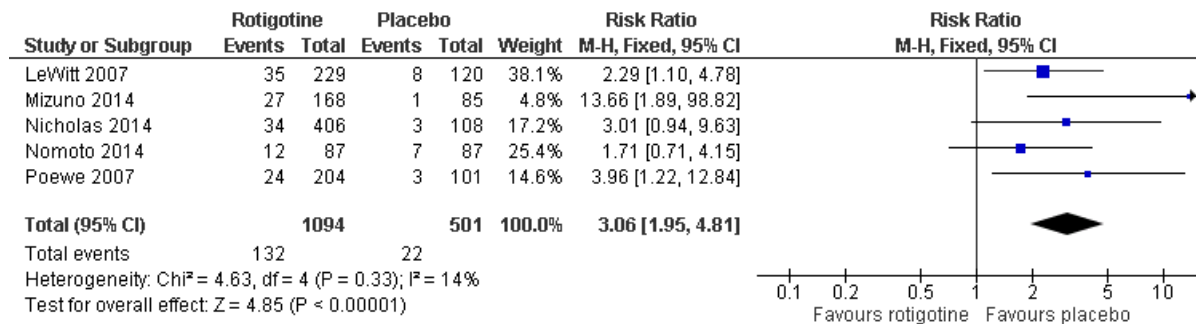 Rotigotine Placebo Risk Ratio Risk Ratio
Study or Subgroup Events Total Events Total Weight M-H, Fixed, 95% CI M-H, Fixed, 95% CI
LeWitt 2007 35 229 8 120 38.1% 2.29 [1.10, 4.78]
Mizuno 2014 27 168 1 85 4.8% 13.66 [1.89, 98.82]
Nicholas 2014 34 406 3 108 17.2% 3.01 [0.94, 9.63]
Nomoto 2014 12 87 7 87 25.4% 1.71 [0.71, 4.15]
Poewe 2007 24 204 3 101 14.6% 3.96 [1.22, 12.84]
Total (95% CI) 1094 501 100.0% 3.06 [1.95, 4.81]
Total events 132 22
Heterogeneity: Chi² = 4.63, df = 4 (P = 0.33); I² = 14%
Test for overall effect: Z = 4.85 (P < 0.00001)
0.1 0.2 0.5 1 2 5 10
Favours rotigotine Favours placebo